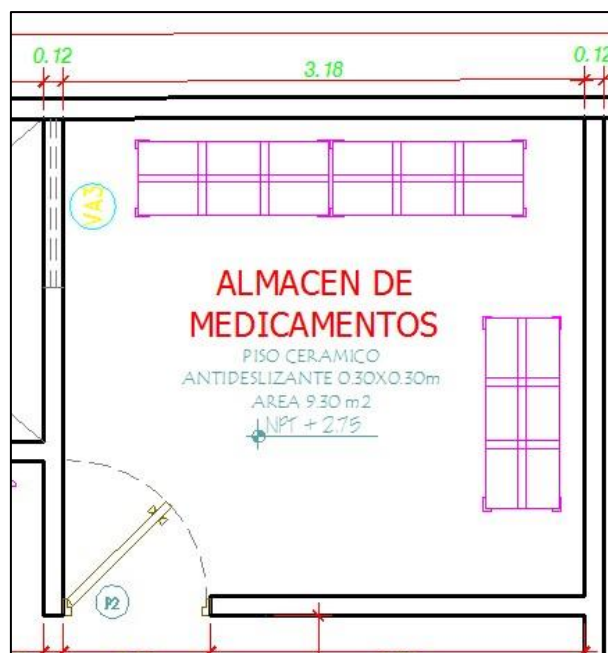 0.12
3.18
0.12
VA3
ALMACEN DE
MEDICAMENTOS
PISO CERAMICO
ANTIDESLIZANTE 0.30X0.30m
AREA 9.30 m2
NPT + 2.75
P2